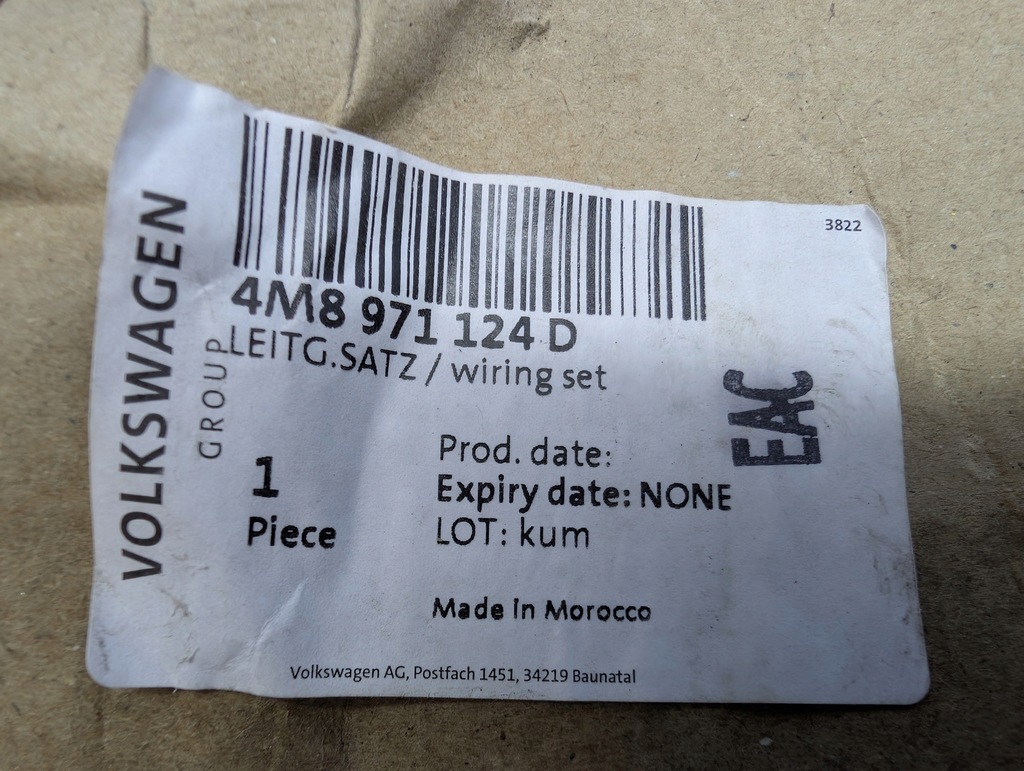 VOLKSWAGEN
GROUP
3822
4M8 971 124 D
LEITG.SATZ / wiring set
EAC
1
Piece
Prod. date:
Expiry date: NONE
LOT: kum
Made in Morocco
Volkswagen AG, Postfach 1451, 34219 Baunatal